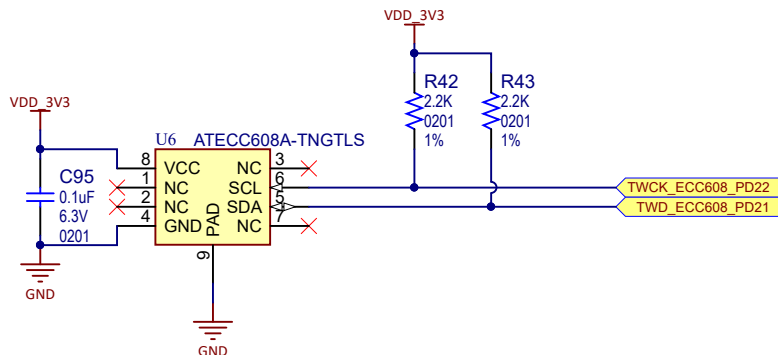 VDD_3V3
R42
2.2K
0201
1%
R43
2.2K
0201
1%
VDD_3V3
C95
0.1uF
6.3V
0201
GND
U6 ATECC608A-TNGTLS
8 VCC NC 3
1 NC SCL 6
2 NC SDA 5
4 GND NC 7
PAD
9
GND
TWCK_ECC608_PD22
TWD_ECC608_PD21